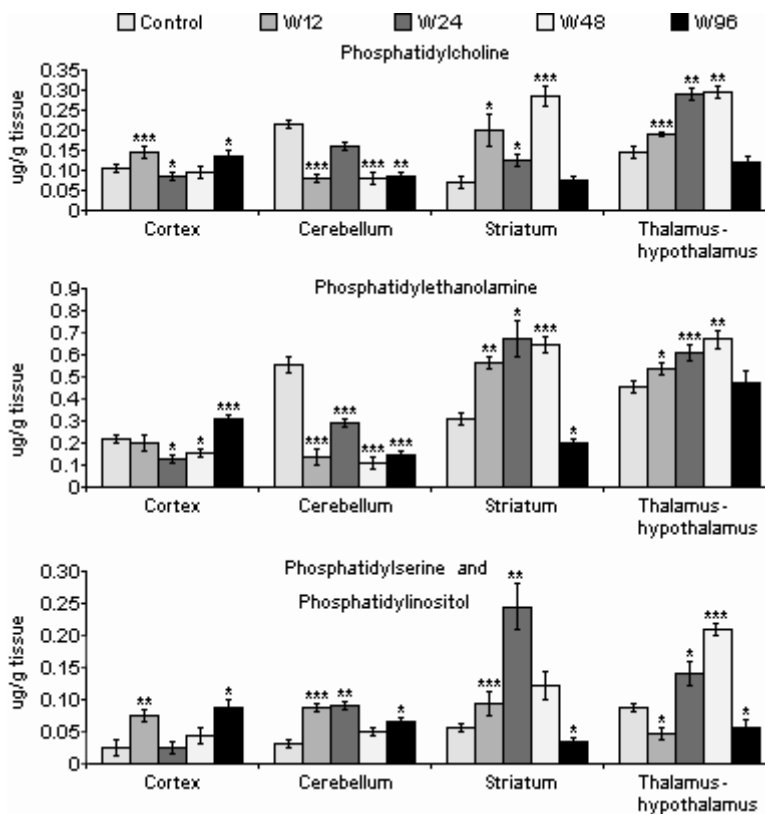 Control W12 W24 W48 W96
Phosphatidylcholine
ug/g tissue
0.35
0.30
0.25
0.20
0.15
0.10
0.05
0
*** * * *** *** ** * * *** *** ** **
Cortex Cerebellum Striatum Thalamus-
hypothalamus
Phosphatidylethanolamine
ug/g tissue
0.9
0.8
0.7
0.6
0.5
0.4
0.3
0.2
0.1
0
* * *** *** *** *** *** ** * *** * * *** **
Cortex Cerebellum Striatum Thalamus-
hypothalamus
Phosphatidylserine and
Phosphatidylinositol
ug/g tissue
0.30
0.25
0.20
0.15
0.10
0.05
0
** * *** ** * *** ** * * * *** *
Cortex Cerebellum Striatum Thalamus-
hypothalamus